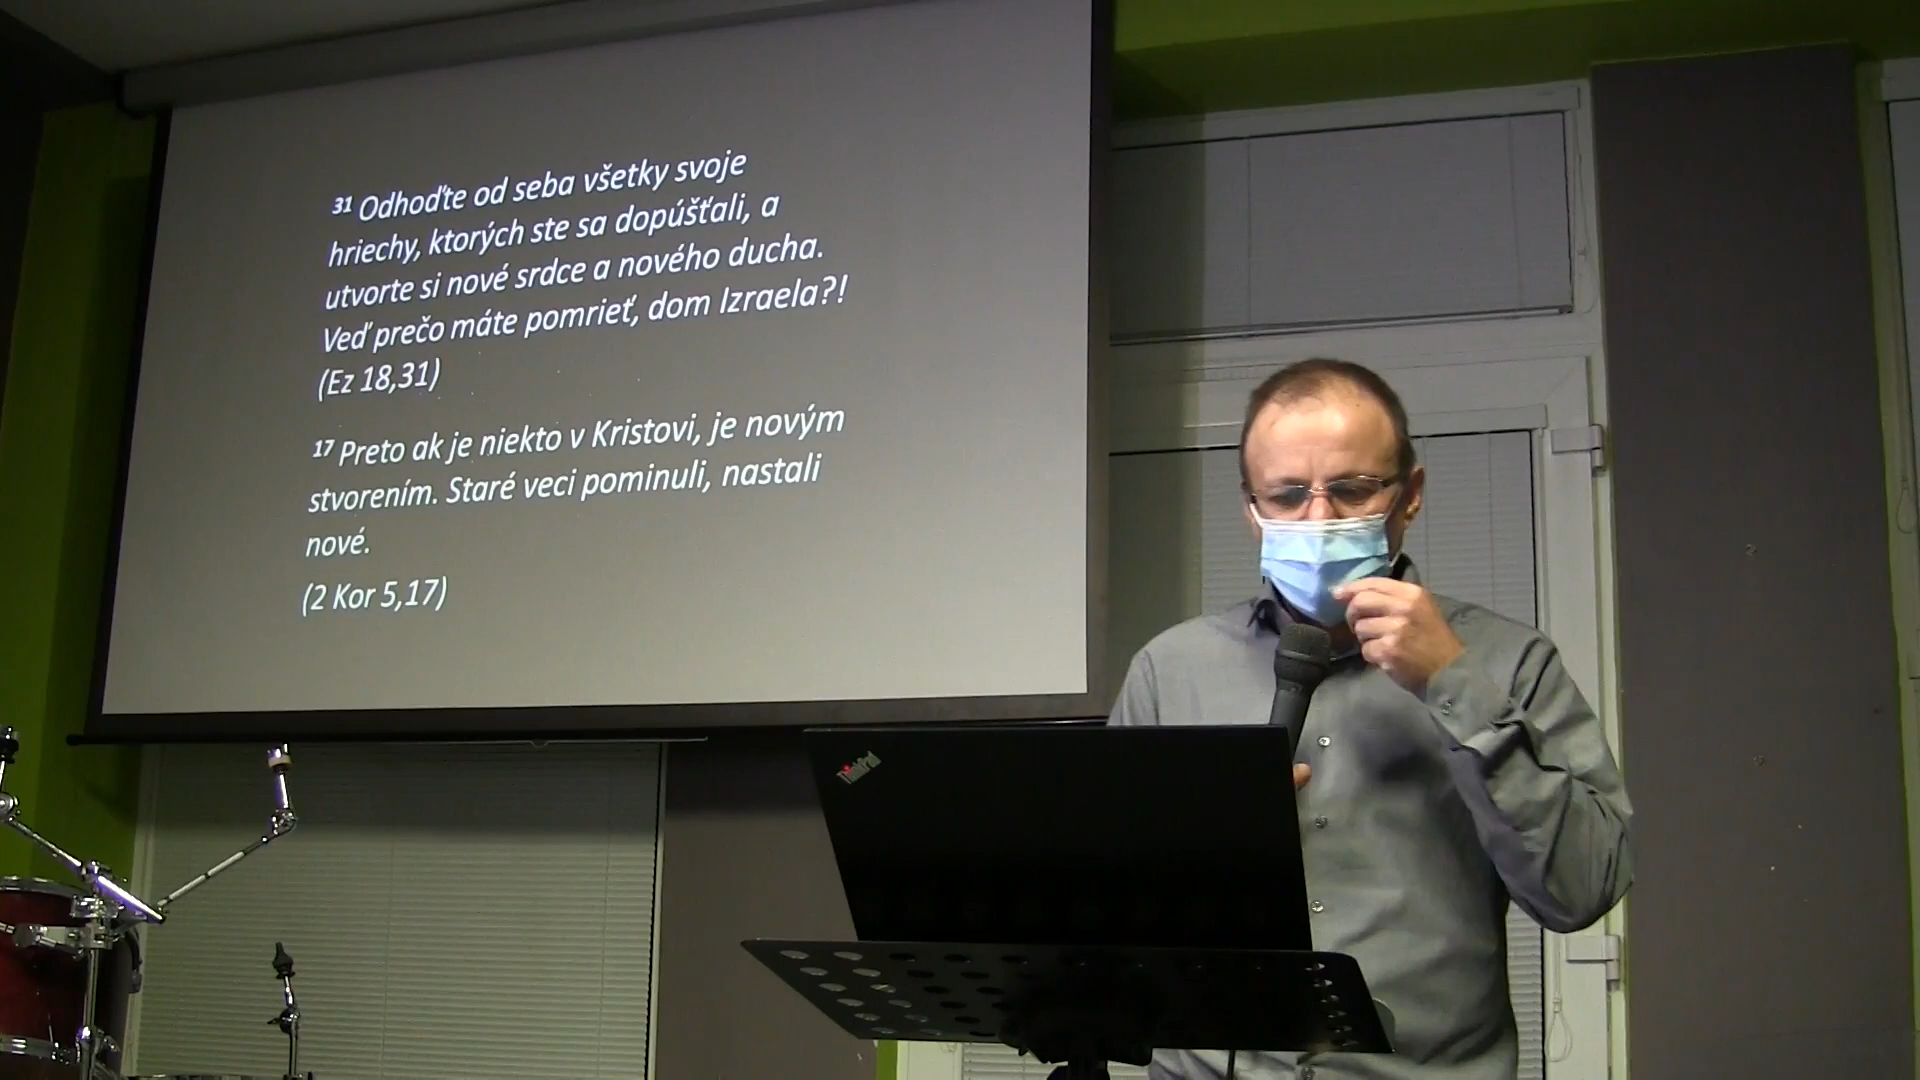 31 Odhoďte od seba všetky svoje
hriechy, ktorých ste sa dopúšťali, a
utvorte si nové srdce a nového ducha.
Veď prečo máte pomrieť, dom Izraela?!
(Ez 18,31)
17 Preto ak je niekto v Kristovi, je novým
stvorením. Staré veci pominuli, nastali
nové.
(2 Kor 5,17)
ThinkPad